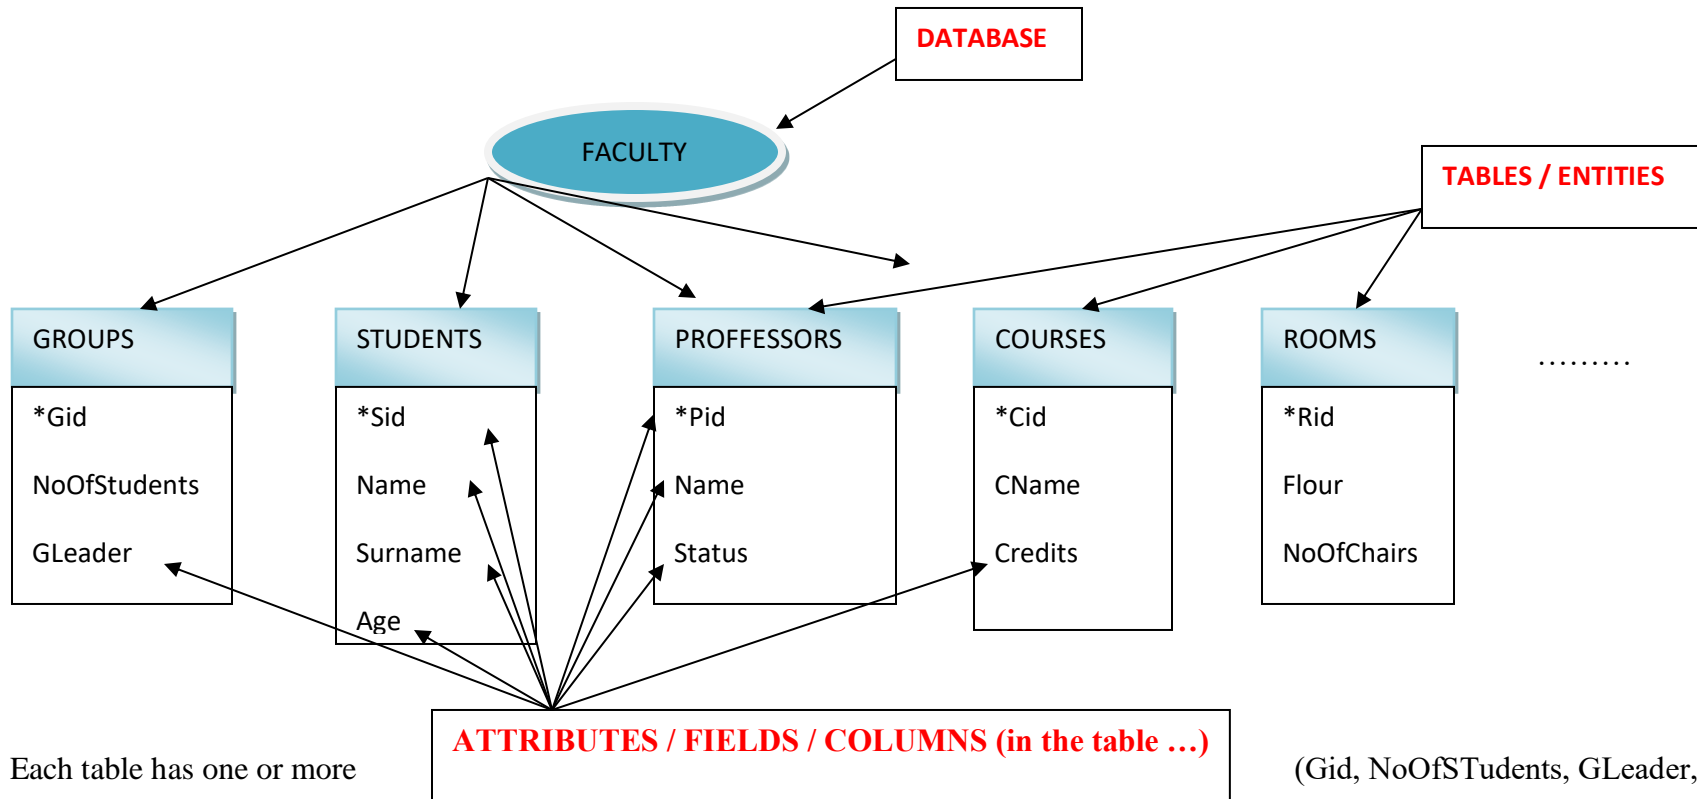 DATABASE
FACULTY
TABLES / ENTITIES
GROUPS
*Gid
NoOfStudents
GLeader
STUDENTS
*Sid
Name
Surname
Age
PROFFESSORS
*Pid
Name
Status
COURSES
*Cid
CName
Credits
ROOMS
*Rid
Flour
NoOfChairs
.........
ATTRIBUTES / FIELDS / COLUMNS (in the table …)
Each table has one or more (Gid, NoOfSTudents, GLeader,